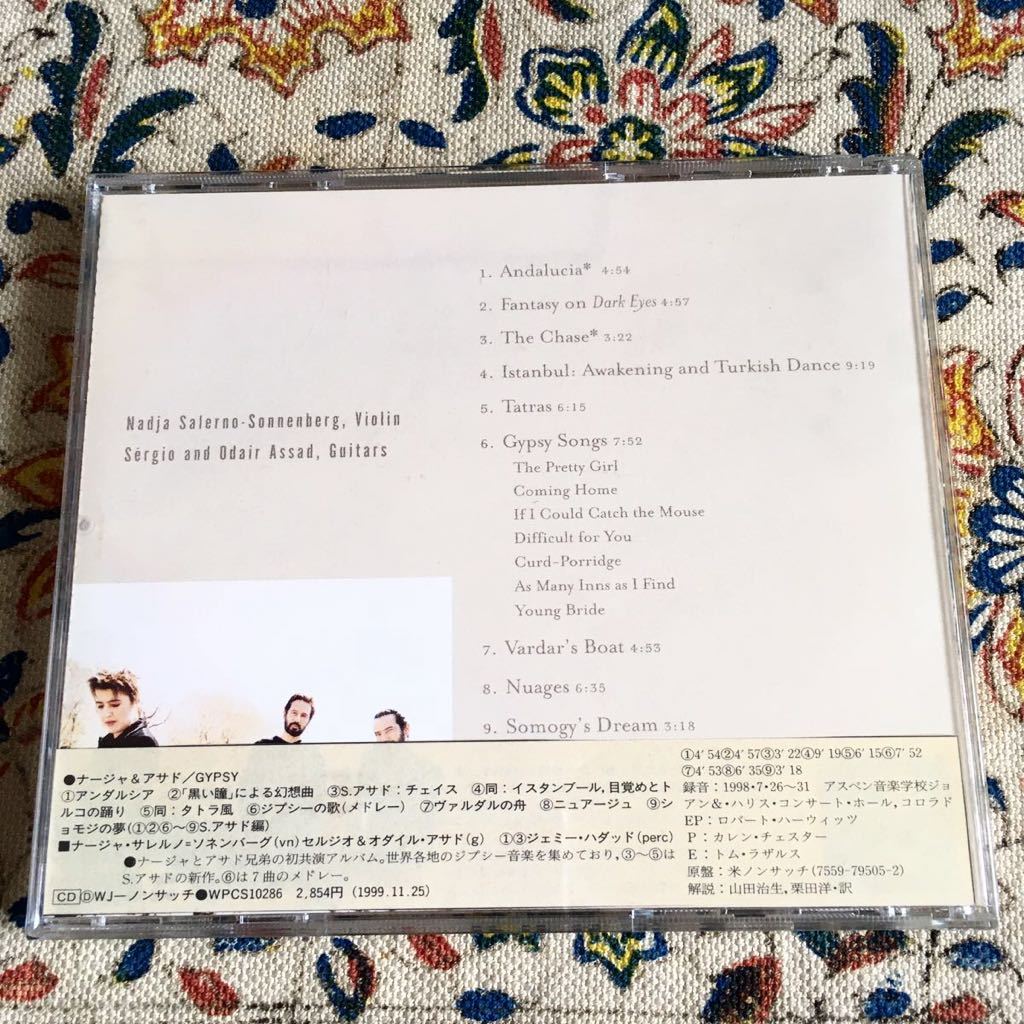 1. Andalucia* 4:54
2. Fantasy on Dark Eyes 4:57
3. The Chase* 3:22
4. Istanbul: Awakening and Turkish Dance 9:19
5. Tatras 6:15
6. Gypsy Songs 7:52
The Pretty Girl
Coming Home
If I Could Catch the Mouse
Difficult for You
Curd-Porridge
As Many Inns as I Find
Young Bride
7. Vardar's Boat 4:53
8. Nuages 6:35
9. Somogy's Dream 3:18
Nadja Salerno-Sonnenberg, Violin
Sérgio and Odair Assad, Guitars
●ナージャ&アサド/GYPSY
①アンダルシア ②「黒い瞳」による幻想曲 ③S.アサド:チェイス ④同:イスタンブール,目覚めとト
ルコの踊り ⑤同:タトラ風 ⑥ジプシーの歌(メドレー) ⑦ヴァルダルの舟 ⑧ニュアージュ ⑨シ
ョモジの夢(①②⑥〜⑨S.アサド編)
■ナージャ・サレルノ=ソネンバーグ(vn)セルジオ&オダイル・アサド(g) ①③ジェミー・ハダッド(perc)
●ナージャとアサド兄弟の初共演アルバム。世界各地のジプシー音楽を集めており,③〜⑤は
S.アサドの新作。⑥は7曲のメドレー。
CD D WJ—ノンサッチ●WPCS10286 2,854円 (1999.11.25)
①4′54②4′57③3′22④9′19⑤6′15⑥7′52
⑦4′53⑧6′35⑨3′18
録音:1998・7・26〜31 アスペン音楽学校ジョ
アン&・ハリス・コンサート・ホール,コロラド
EP:ロバート・ハーウィッツ
P:カレン・チェスター
E:トム・ラザルス
原盤:米ノンサッチ(7559-79505-2)
解説:山田治生,栗田洋・訳